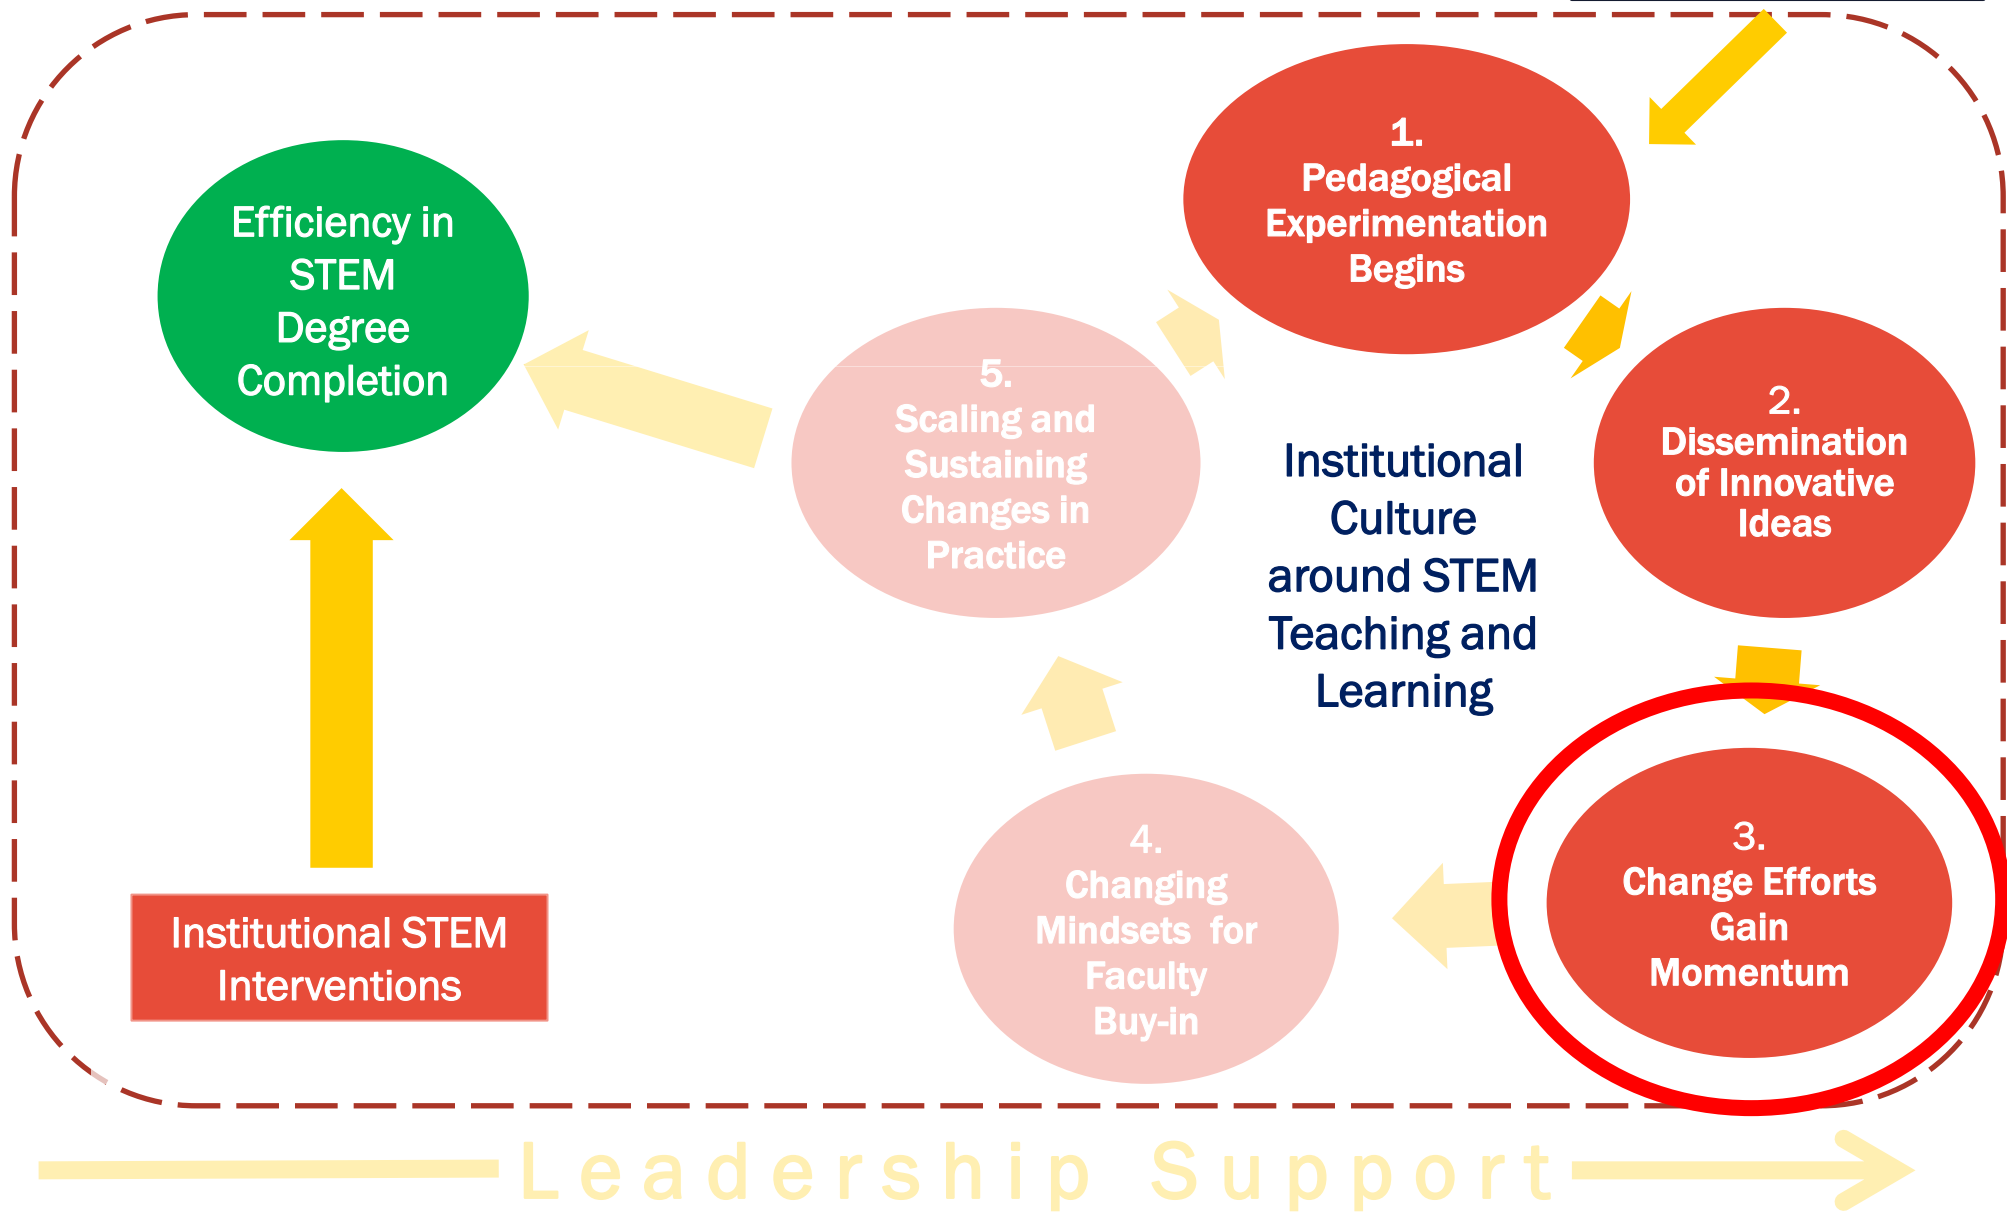 1.
Pedagogical
Experimentation
Begins
Efficiency in
STEM
Degree
Completion
5.
Scaling and
Sustaining
Changes in
Practice
2.
Dissemination
of Innovative
Ideas
Institutional
Culture
around STEM
Teaching and
Learning
3.
Change Efforts
Gain
Momentum
4.
Changing
Mindsets for
Faculty
Buy-in
Institutional STEM
Interventions
Leadership Support